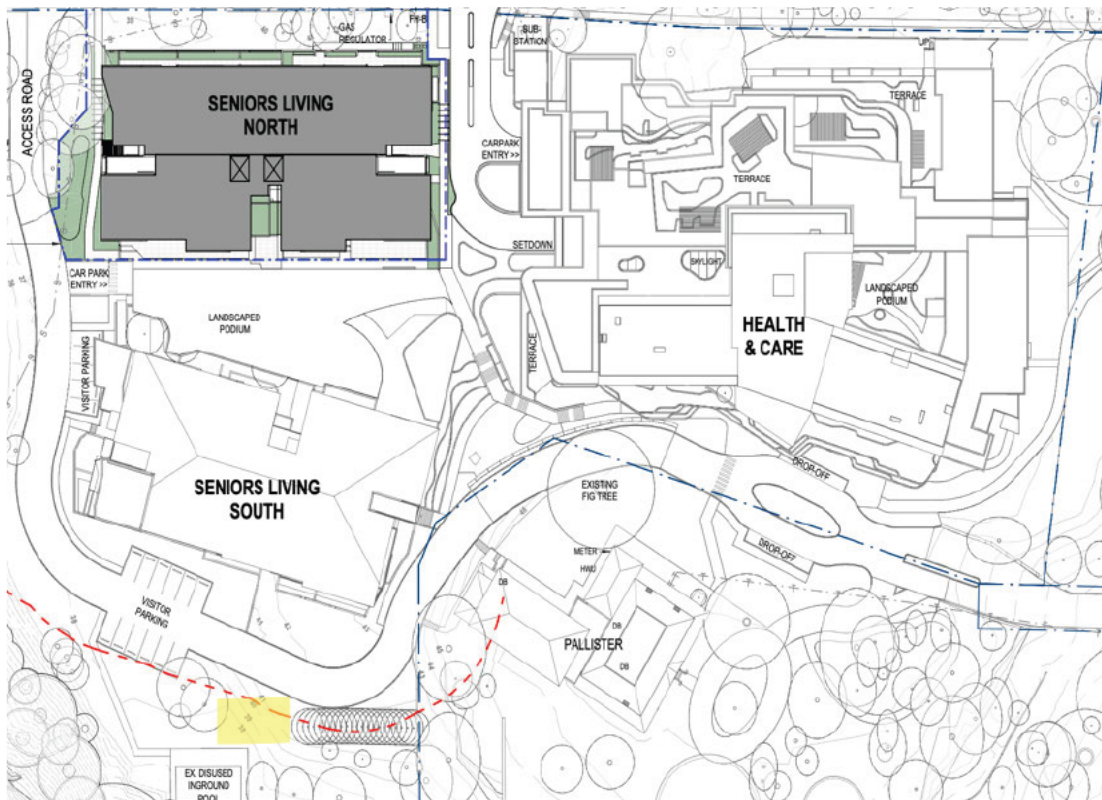 FH-B
GAS
REGULATOR
SUB-
STATION
ACCESS ROAD
SENIORS LIVING
NORTH
TERRACE
CARPARK
ENTRY >>
TERRACE
SETDOWN
SKYLIGHT
CAR PARK
ENTRY >>
LANDSCAPED
PODIUM
LANDSCAPED
PODIUM
HEALTH
& CARE
VISITOR PARKING
TERRACE
SENIORS LIVING
SOUTH
DROP-OFF
EXISTING
FIG TREE
METER
HWU
DROP-OFF
DB
VISITOR
PARKING
DB
PALLISTER
DB
EX DISUSED
INGROUND
POOL